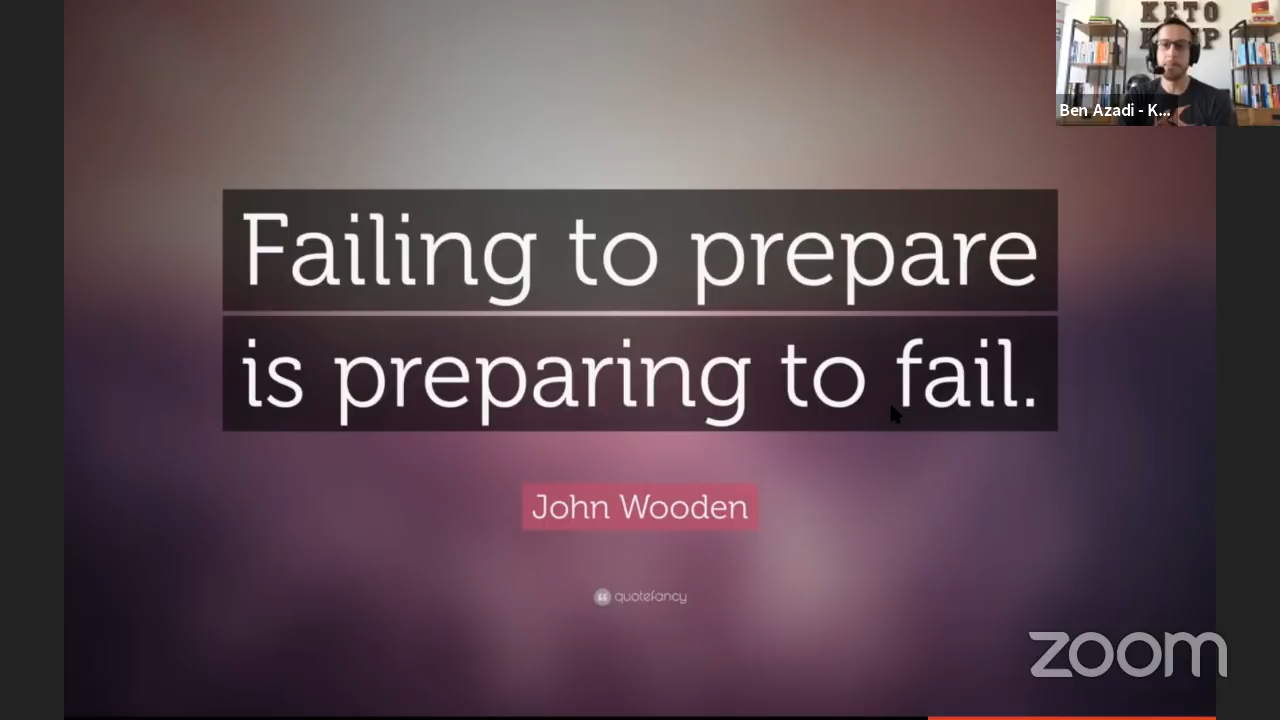 KETO
Ben Azadi - K...
Failing to prepare
is preparing to fail.
John Wooden
quotefancy
zoom